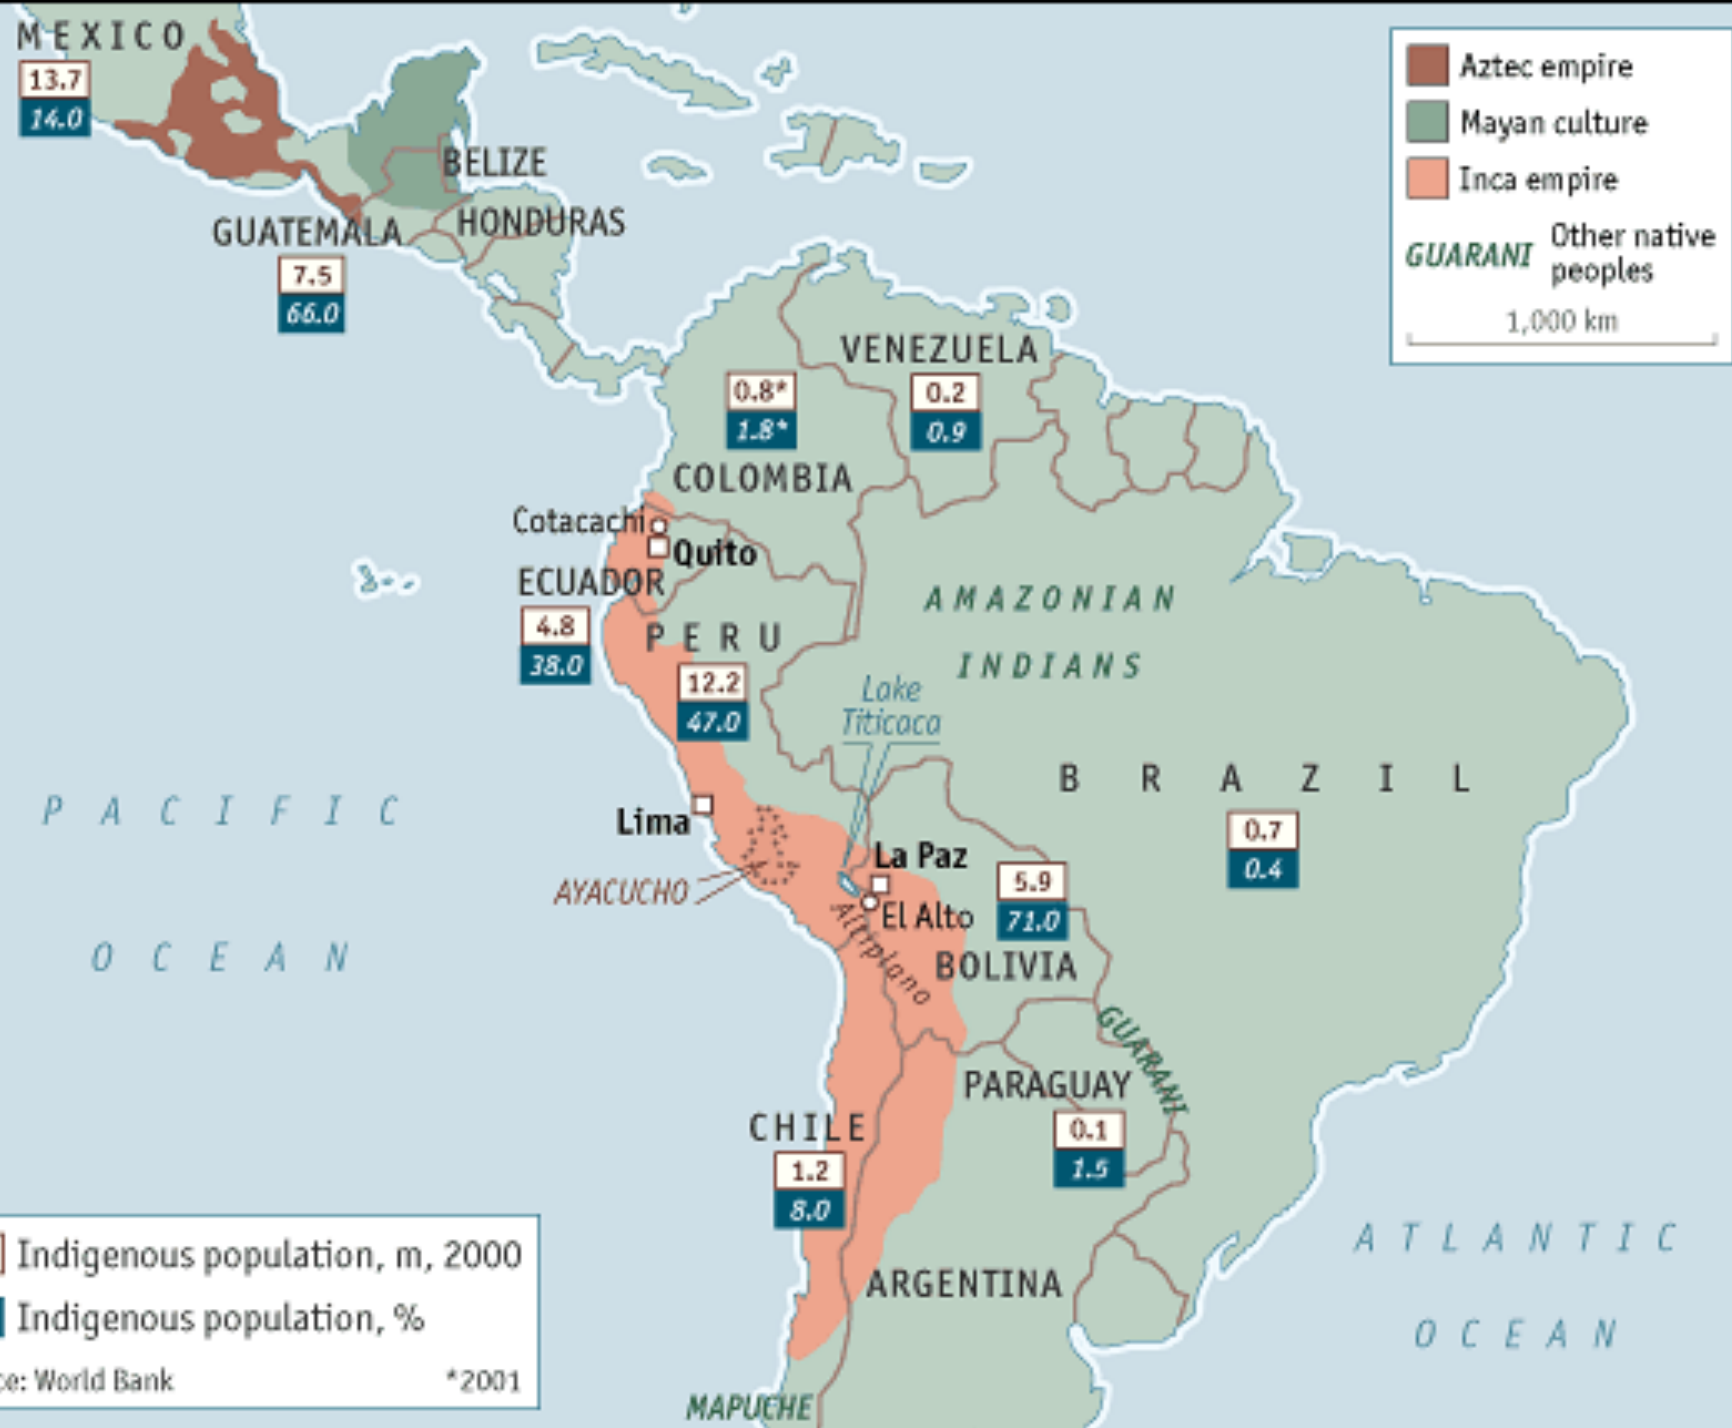 MEXICO
13.7
14.0
BELIZE
GUATEMALA
HONDURAS
7.5
66.0
Aztec empire
Mayan culture
Inca empire
GUARANI
Other native
peoples
1,000 km
VENEZUELA
0.2
0.9
0.8*
1.8*
COLOMBIA
Cotacachi
Quito
ECUADOR
4.8
38.0
PERU
12.2
47.0
AMAZONIAN
INDIANS
Lake
Titicaca
BRAZIL
0.7
0.4
PACIFIC
OCEAN
Lima
AYACUCHO
La Paz
El Alto
Altiplano
5.9
71.0
BOLIVIA
GUARANI
PARAGUAY
0.1
1.5
CHILE
1.2
8.0
ARGENTINA
MAPUCHE
ATLANTIC
OCEAN
Indigenous population, m, 2000
Indigenous population, %
ce: World Bank
*2001